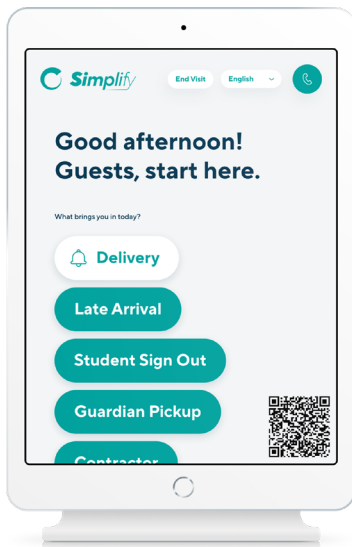 Simplify
End Visit
English
Good afternoon!
Guests, start here.
What brings you in today?
Delivery
Late Arrival
Student Sign Out
Guardian Pickup
Contractor